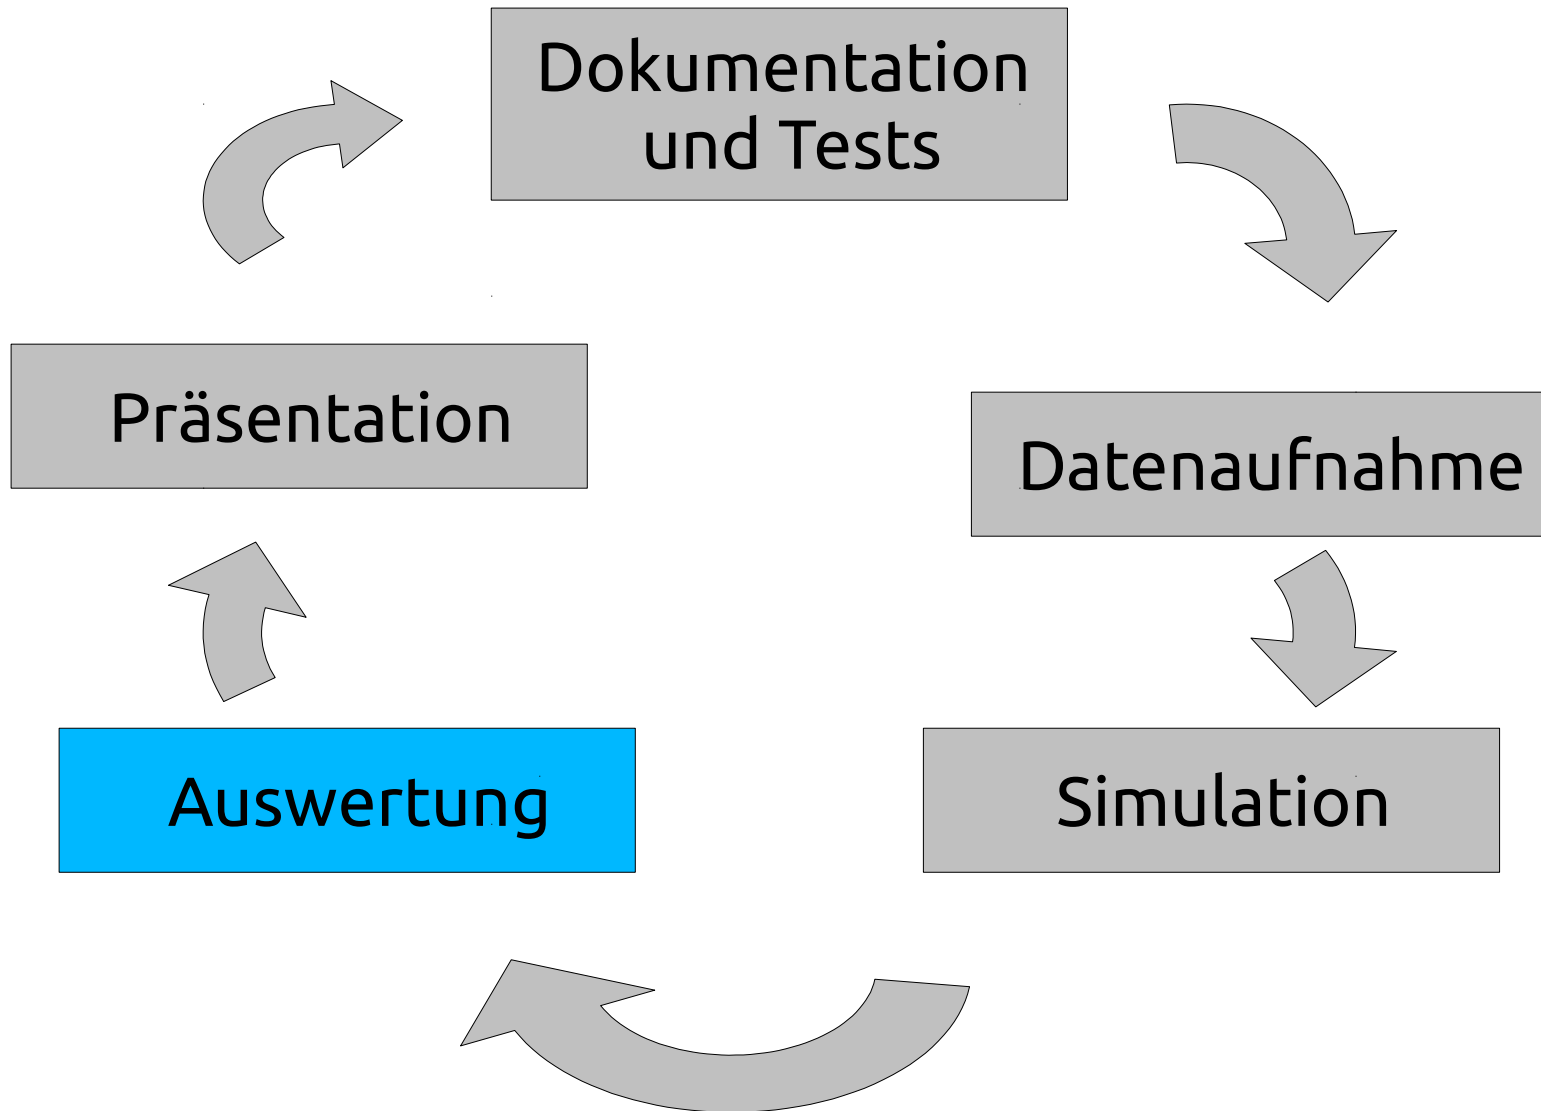 Dokumentation
und Tests
Präsentation
Datenaufnahme
Auswertung
Simulation